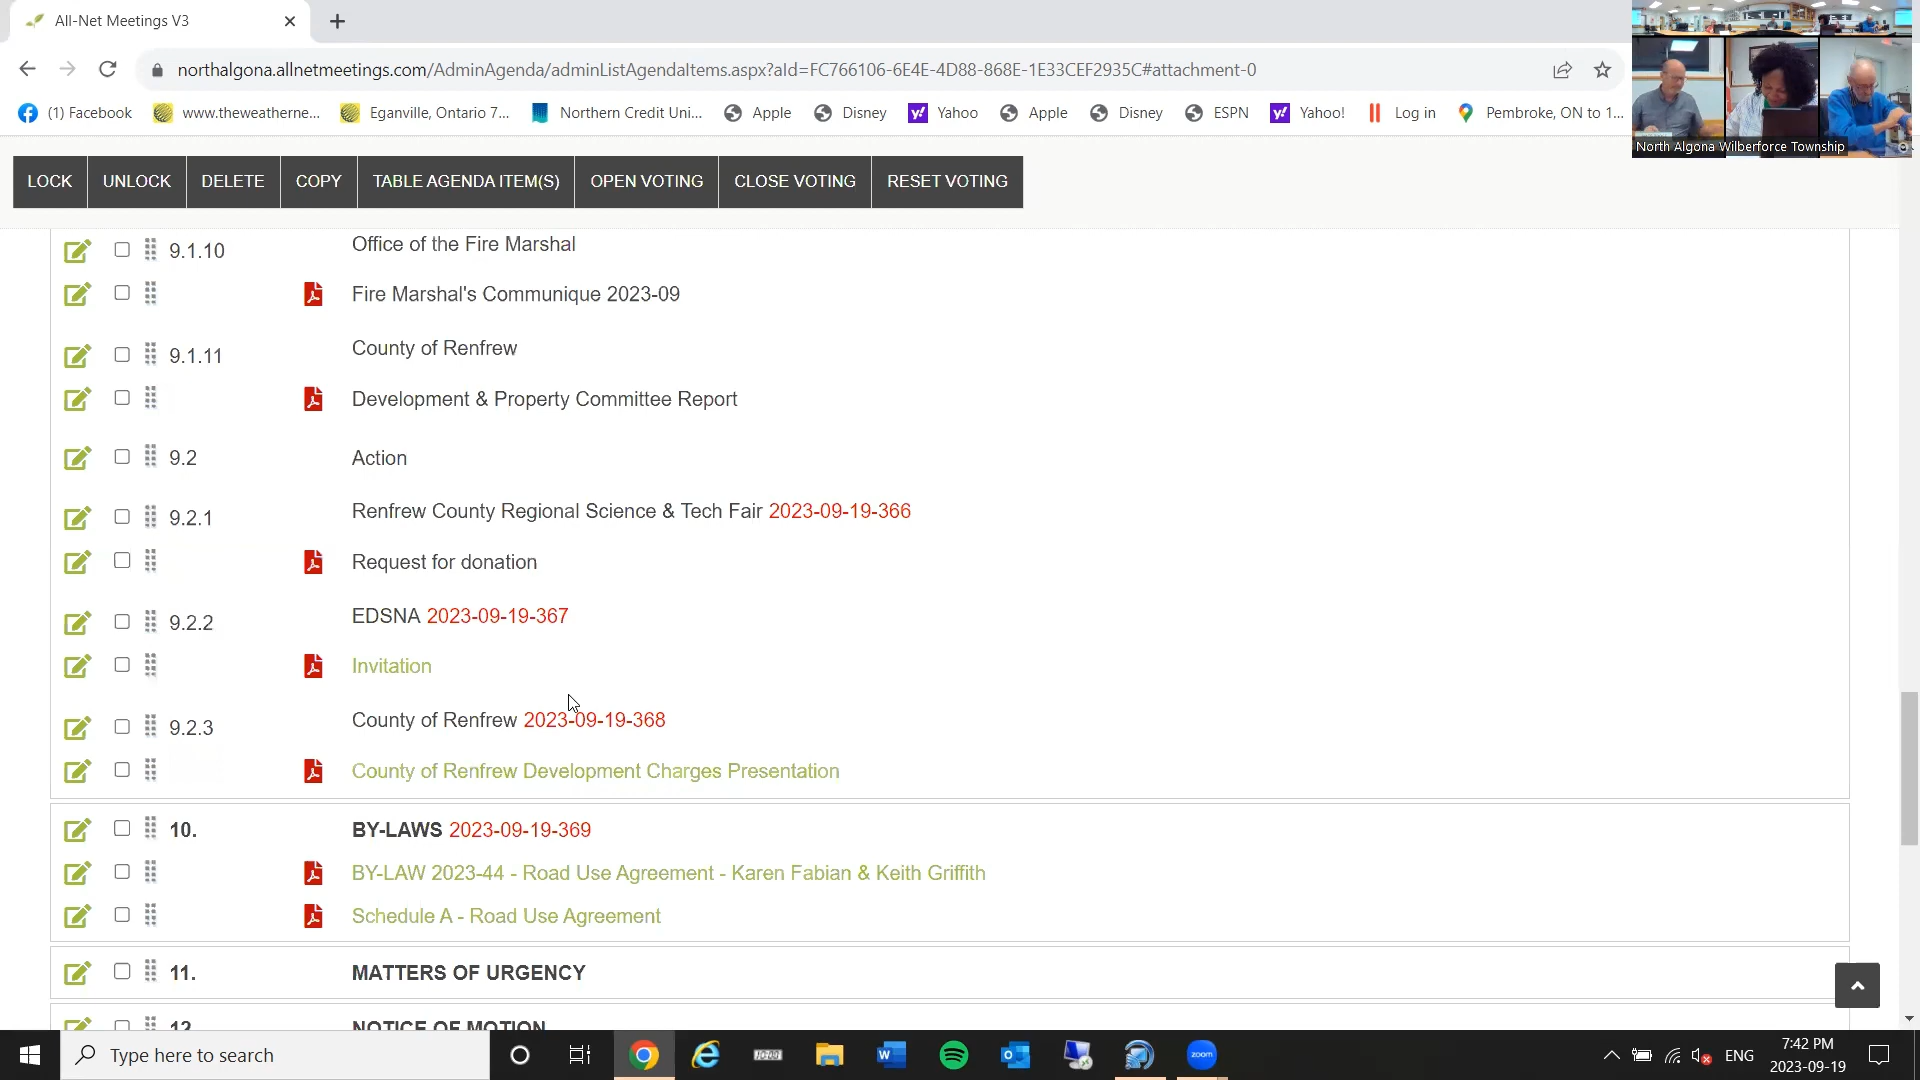 All-Net Meetings V3
northalgona.allnetmeetings.com/AdminAgenda/adminListAgendaItems.aspx?aId=FC766106-6E4E-4D88-868E-1E33CEF2935C#attachment-0
(1) Facebook www.theweatherne... Eganville, Ontario 7... Northern Credit Uni... Apple Disney Yahoo Apple Disney ESPN Yahoo! Log in Pembroke, ON to 1...
North Algona Wilberforce Township
LOCK UNLOCK DELETE COPY TABLE AGENDA ITEM(S) OPEN VOTING CLOSE VOTING RESET VOTING
9.1.10 Office of the Fire Marshal
Fire Marshal's Communique 2023-09
9.1.11 County of Renfrew
Development & Property Committee Report
9.2 Action
9.2.1 Renfrew County Regional Science & Tech Fair 2023-09-19-366
Request for donation
9.2.2 EDSNA 2023-09-19-367
Invitation
9.2.3 County of Renfrew 2023-09-19-368
County of Renfrew Development Charges Presentation
10. BY-LAWS 2023-09-19-369
BY-LAW 2023-44 - Road Use Agreement - Karen Fabian & Keith Griffith
Schedule A - Road Use Agreement
11. MATTERS OF URGENCY
12. NOTICE OF MOTION
Type here to search
zoom
ENG
7:42 PM
2023-09-19